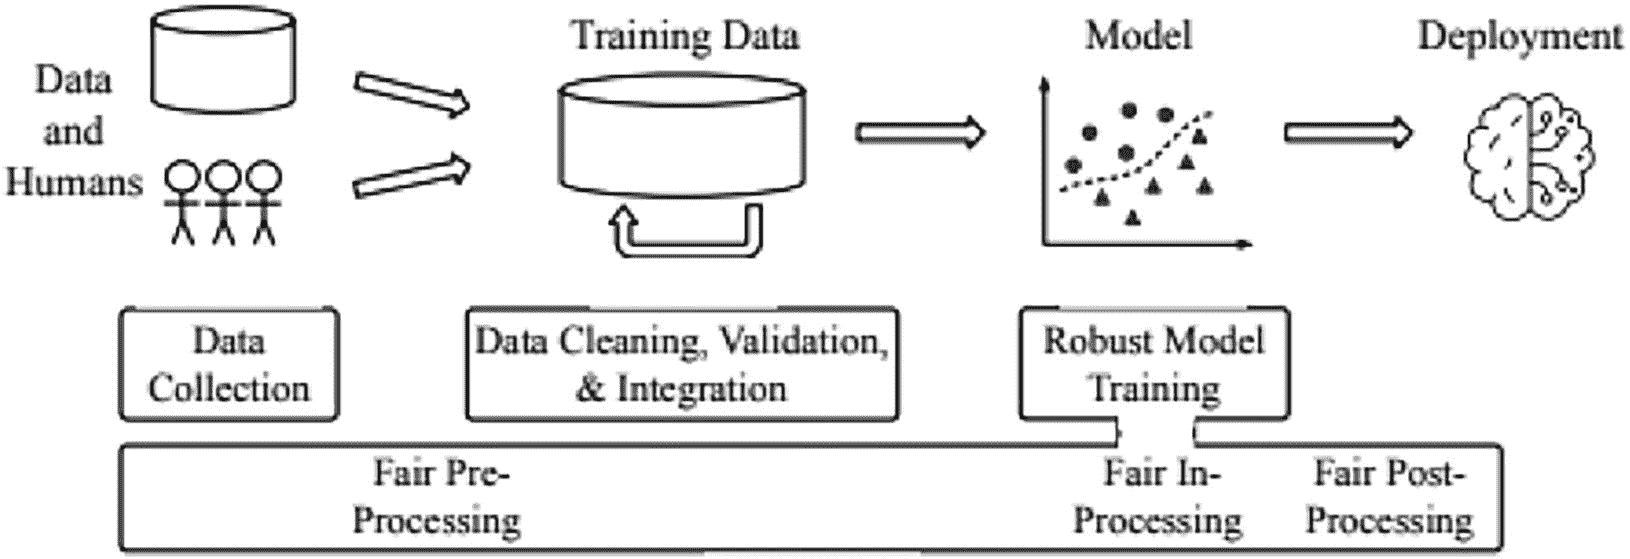 Training Data
Model
Deployment
Data
and
Humans
Data
Collection
Data Cleaning, Validation,
& Integration
Robust Model
Training
Fair Pre-
Processing
Fair In-
Processing
Fair Post-
Processing